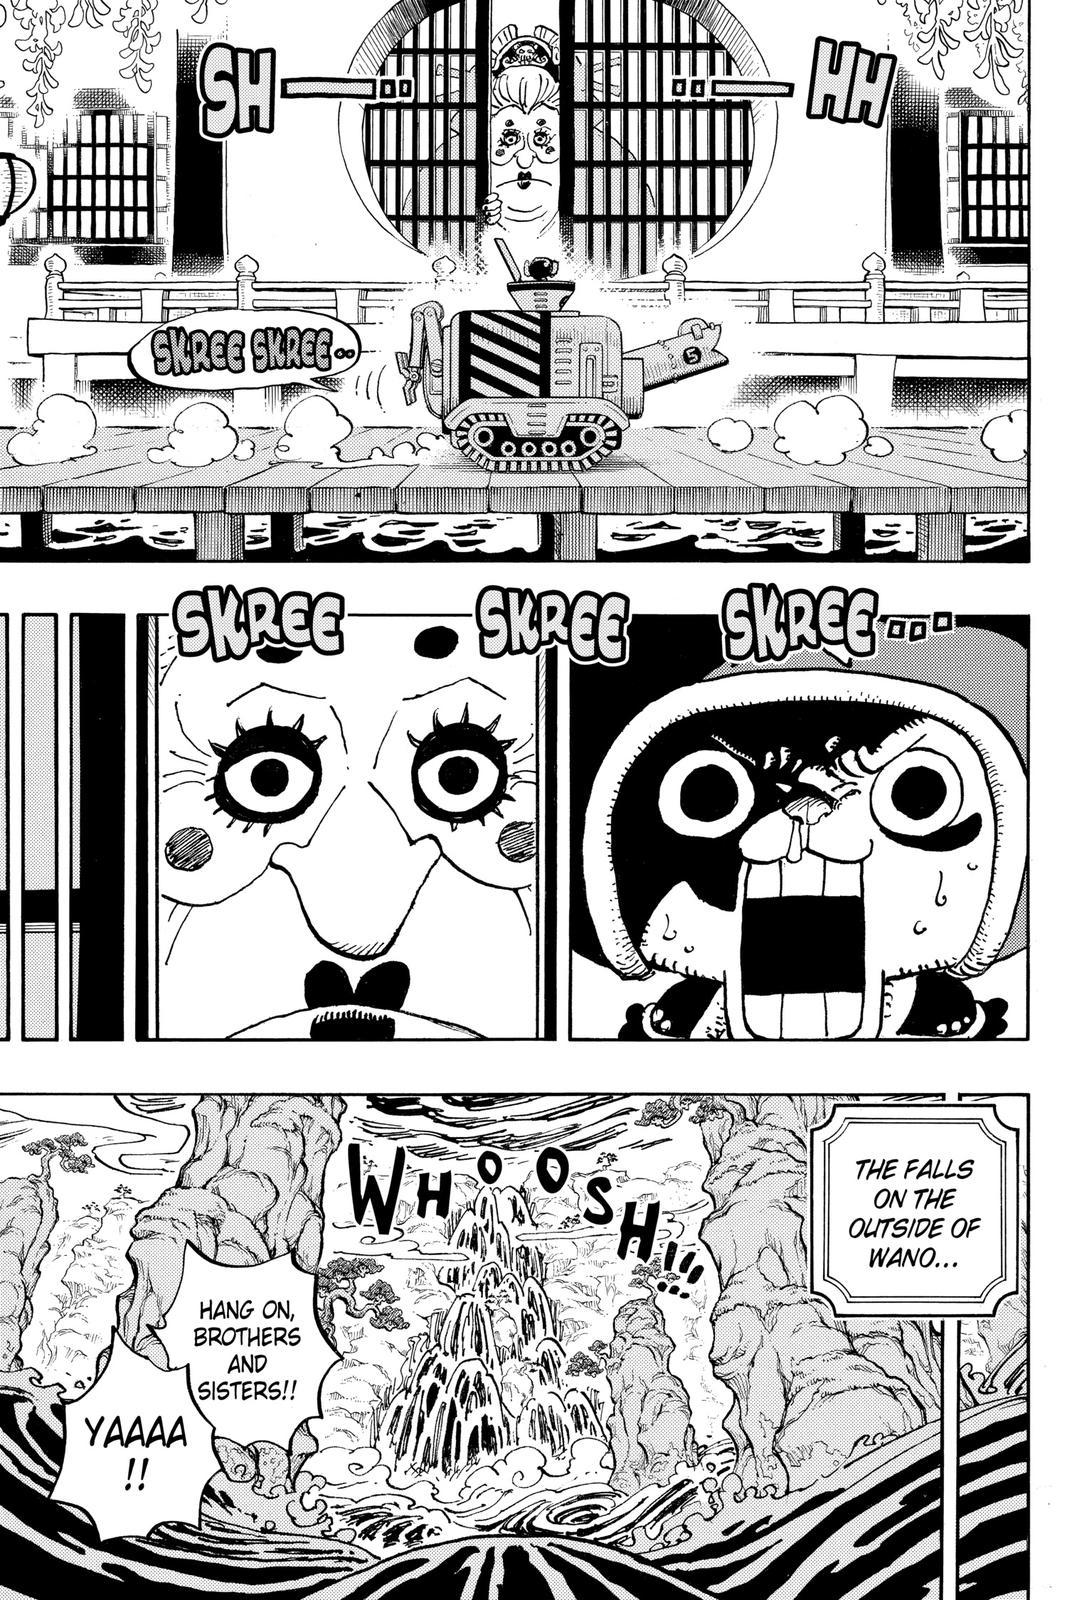 HH
SH
5
SKREE SKREE..
SKREE...
SKREE
SKREE
THE FALLS
ON THE
OUTSIDE OF
WANO...
WHOOSH!!!
HANG ON,
BROTHERS
AND
SISTERS!!
YAAAA
!!